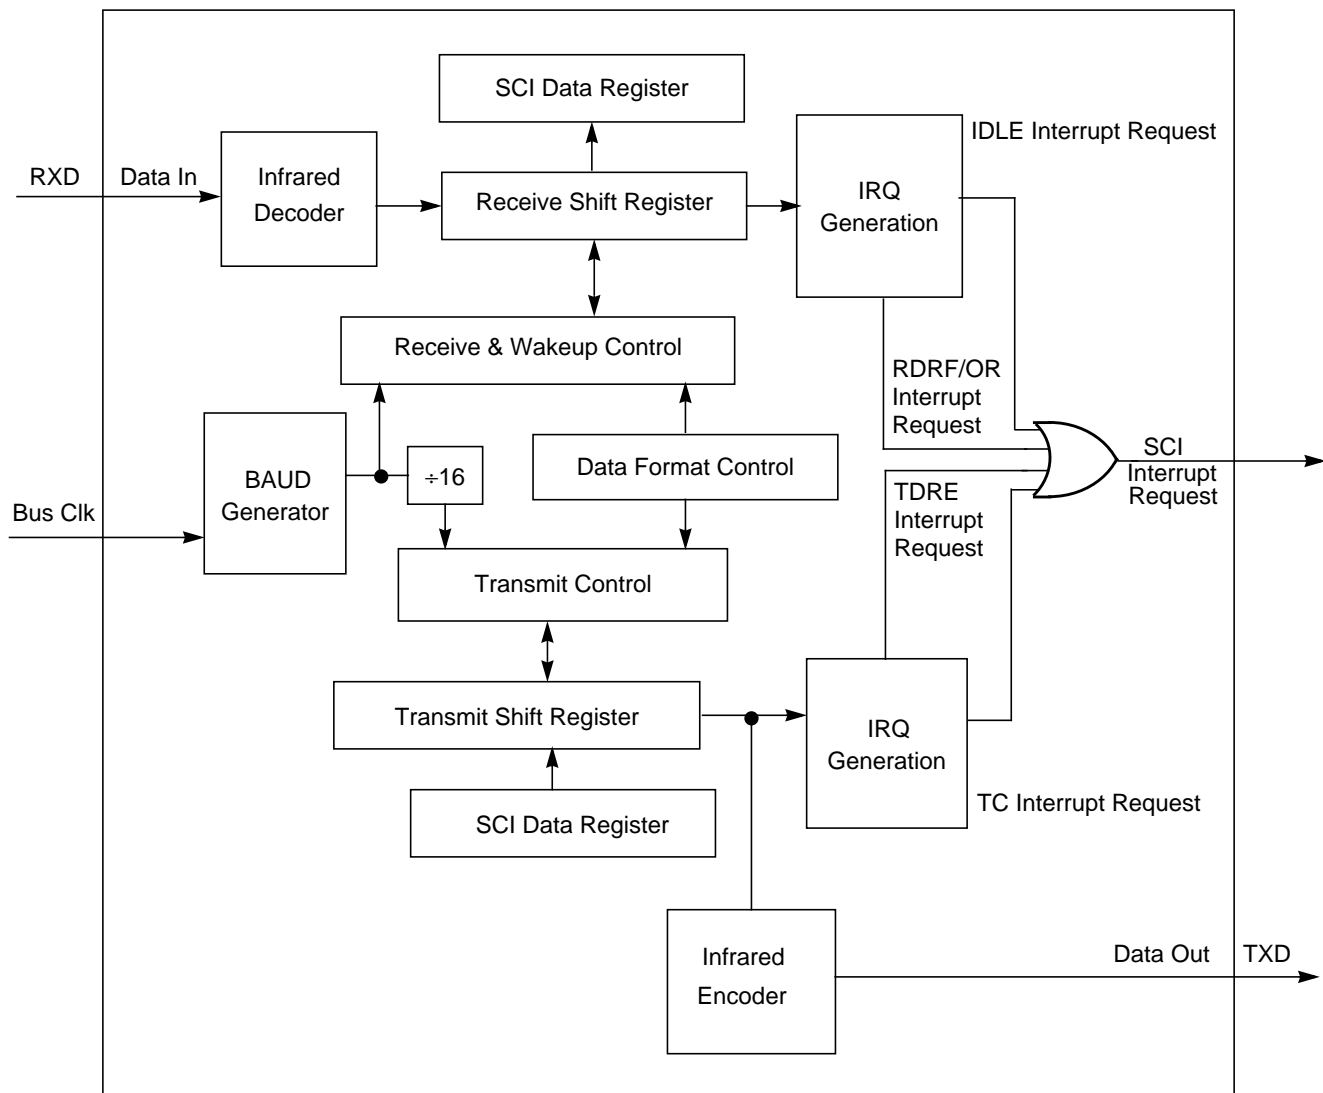 SCI Data Register
IDLE Interrupt Request
RXD
Data In
Infrared
Decoder
Receive Shift Register
IRQ
Generation
Receive & Wakeup Control
RDRF/OR
Interrupt
Request
BAUD
Generator
÷16
Data Format Control
SCI
Interrupt
Request
Bus Clk
TDRE
Interrupt
Request
Transmit Control
Transmit Shift Register
IRQ
Generation
SCI Data Register
TC Interrupt Request
Infrared
Encoder
Data Out
TXD